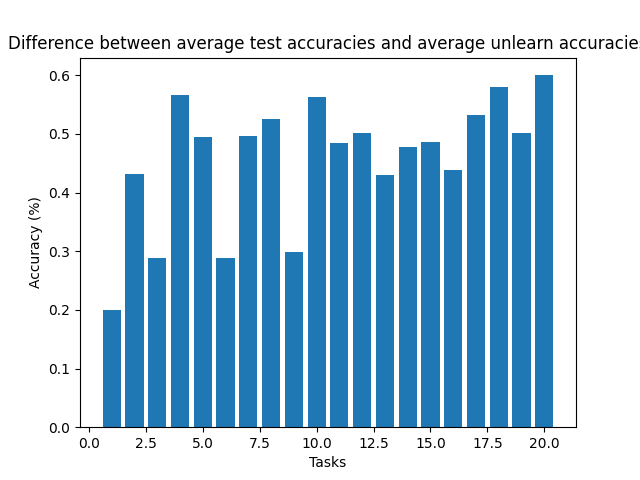 Difference between average test accuracies and average unlearn accuracies
0.6
0.5
0.4
0.3
0.2
0.1
0.0
Accuracy (%)
0.0 2.5 5.0 7.5 10.0 12.5 15.0 17.5 20.0
Tasks